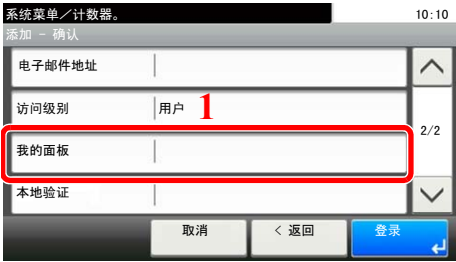 系统菜单／计数器。 10:10
添加 - 确认
电子邮件地址
访问级别 用户 1
2/2
我的面板
本地验证
取消 < 返回 登录